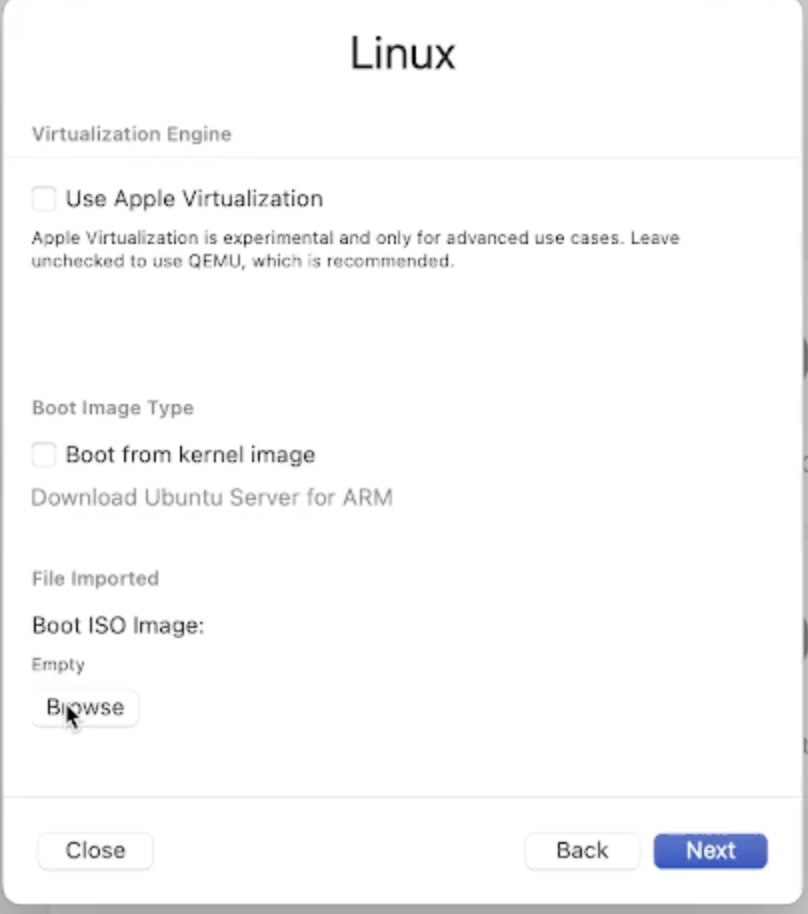 Linux
Virtualization Engine
Use Apple Virtualization
Apple Virtualization is experimental and only for advanced use cases. Leave
unchecked to use QEMU, which is recommended.
Boot Image Type
Boot from kernel image
Download Ubuntu Server for ARM
File Imported
Boot ISO Image:
Empty
Browse
Close
Back
Next